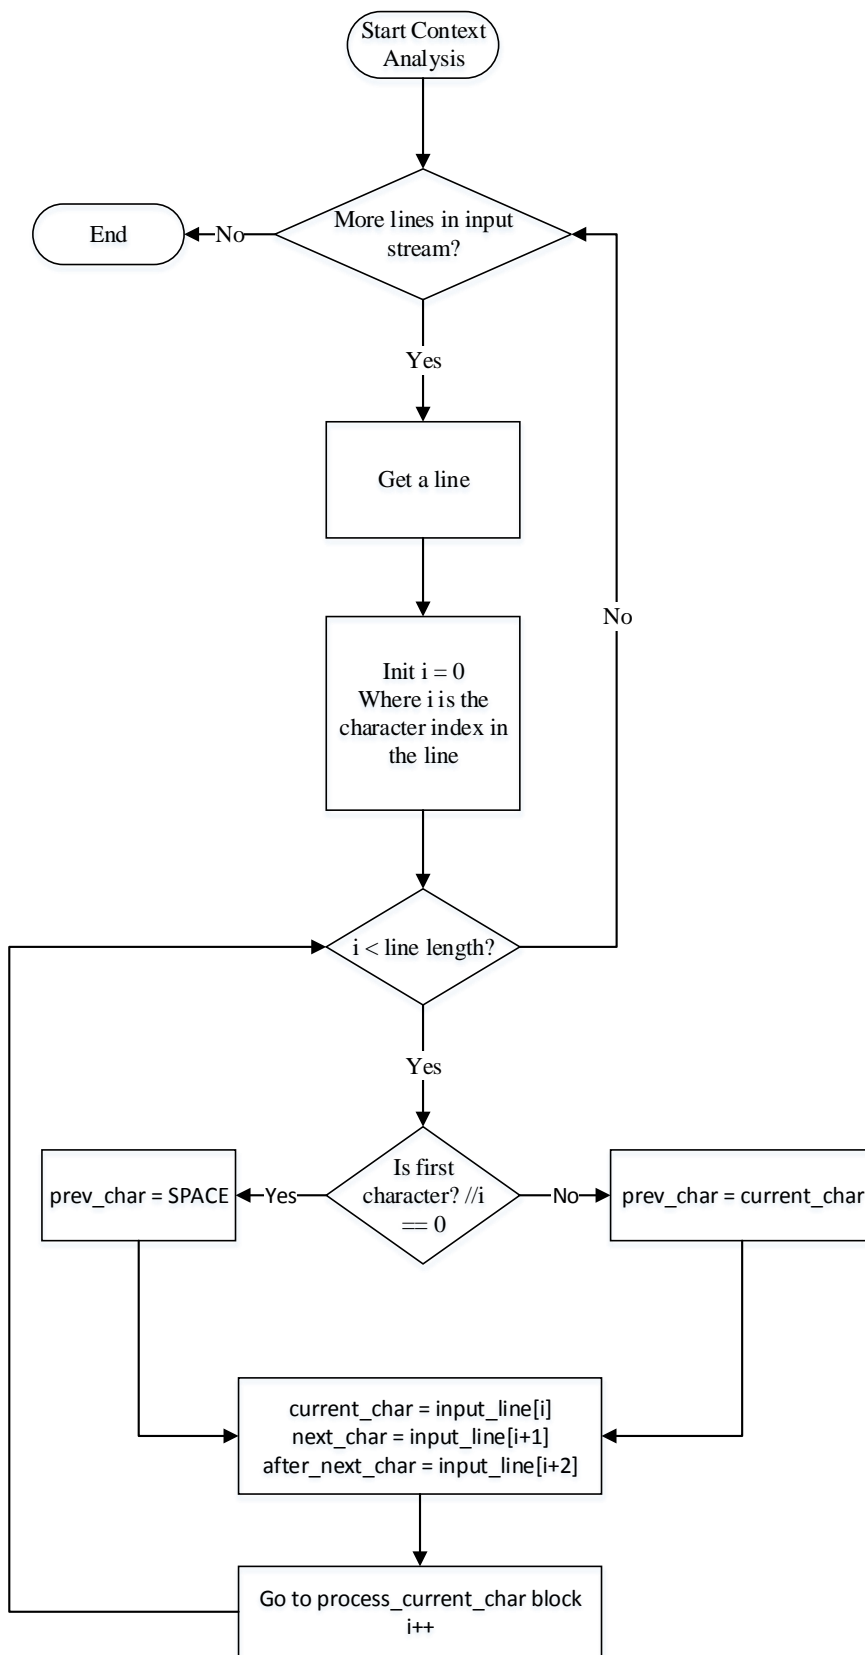 Start Context
Analysis
More lines in input
stream?
No
End
Yes
Get a line
Init i = 0
Where i is the
character index in
the line
No
i < line length?
Yes
Is first
character? //i
== 0
Yes
prev_char = SPACE
No
prev_char = current_char
current_char = input_line[i]
next_char = input_line[i+1]
after_next_char = input_line[i+2]
Go to process_current_char block
i++